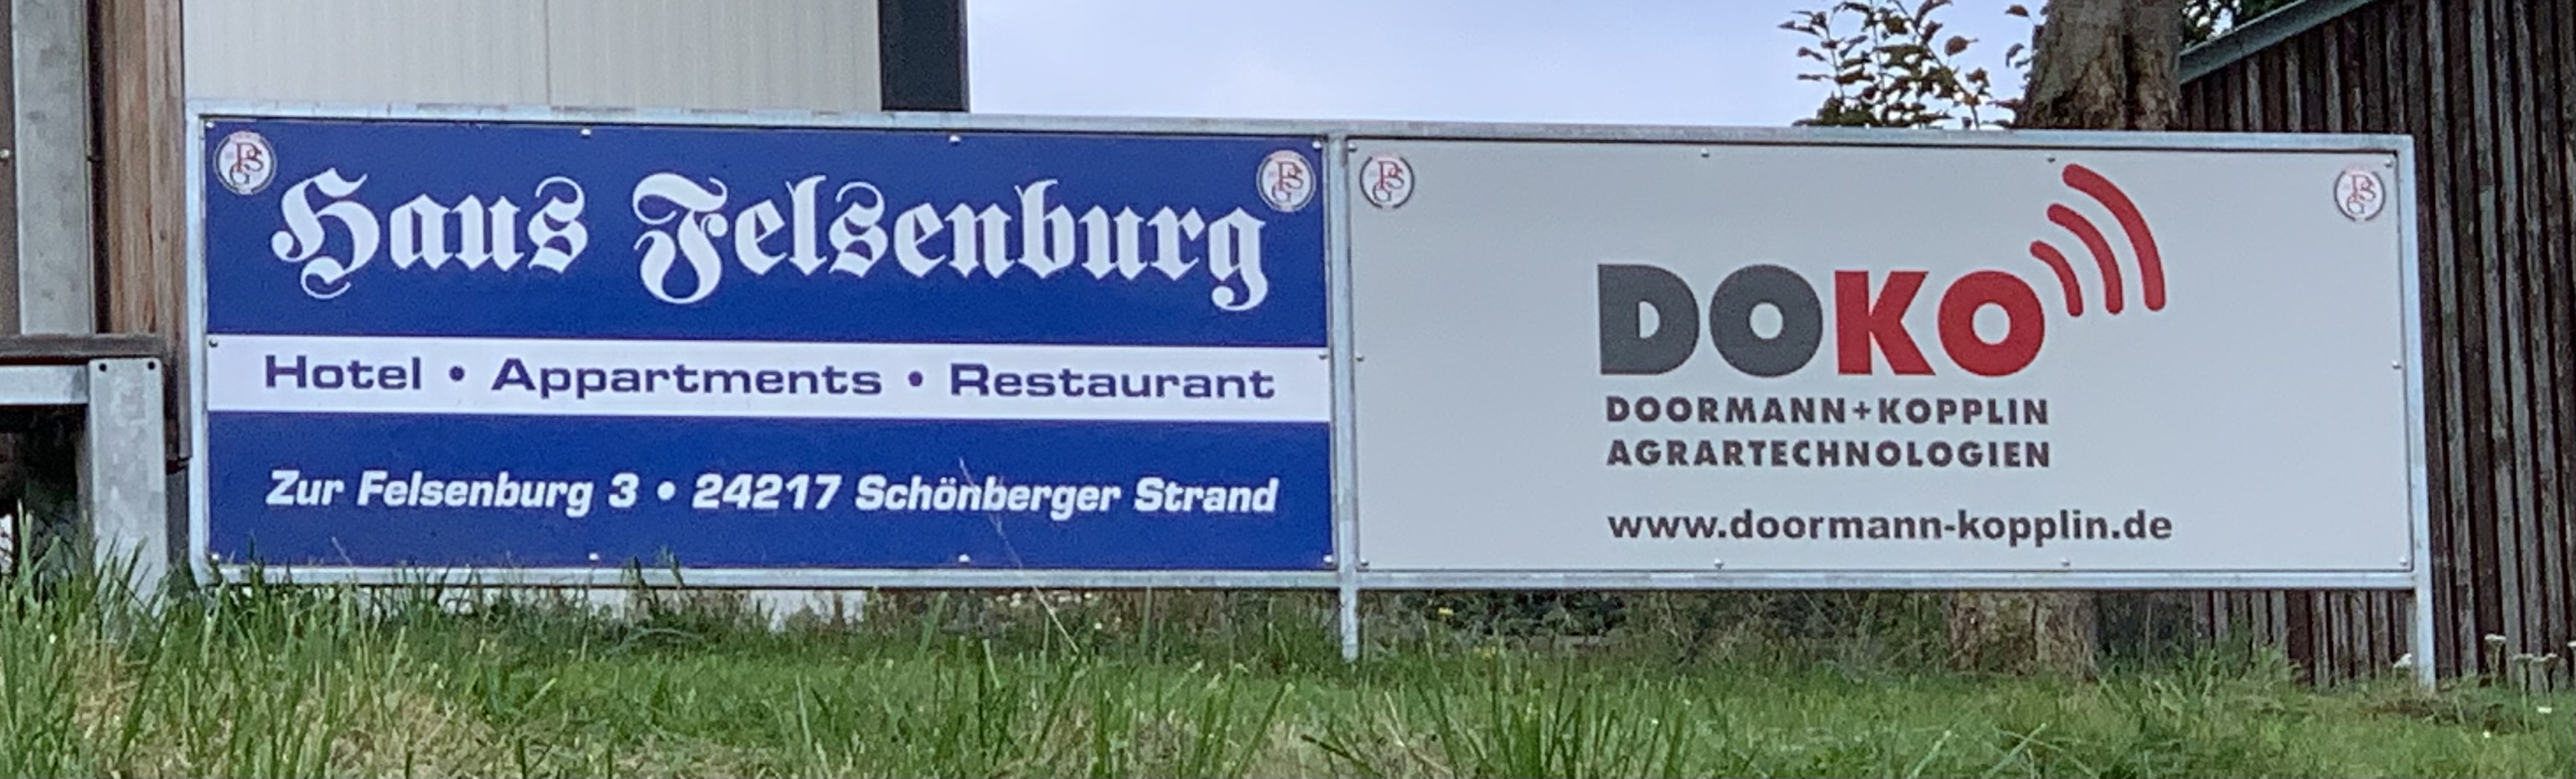 Haus Felsenburg
Hotel • Appartments • Restaurant
Zur Felsenburg 3 • 24217 Schönberger Strand
DOKO
DOORMANN+KOPPLIN
AGRARTECHNOLOGIEN
www.doormann-kopplin.de